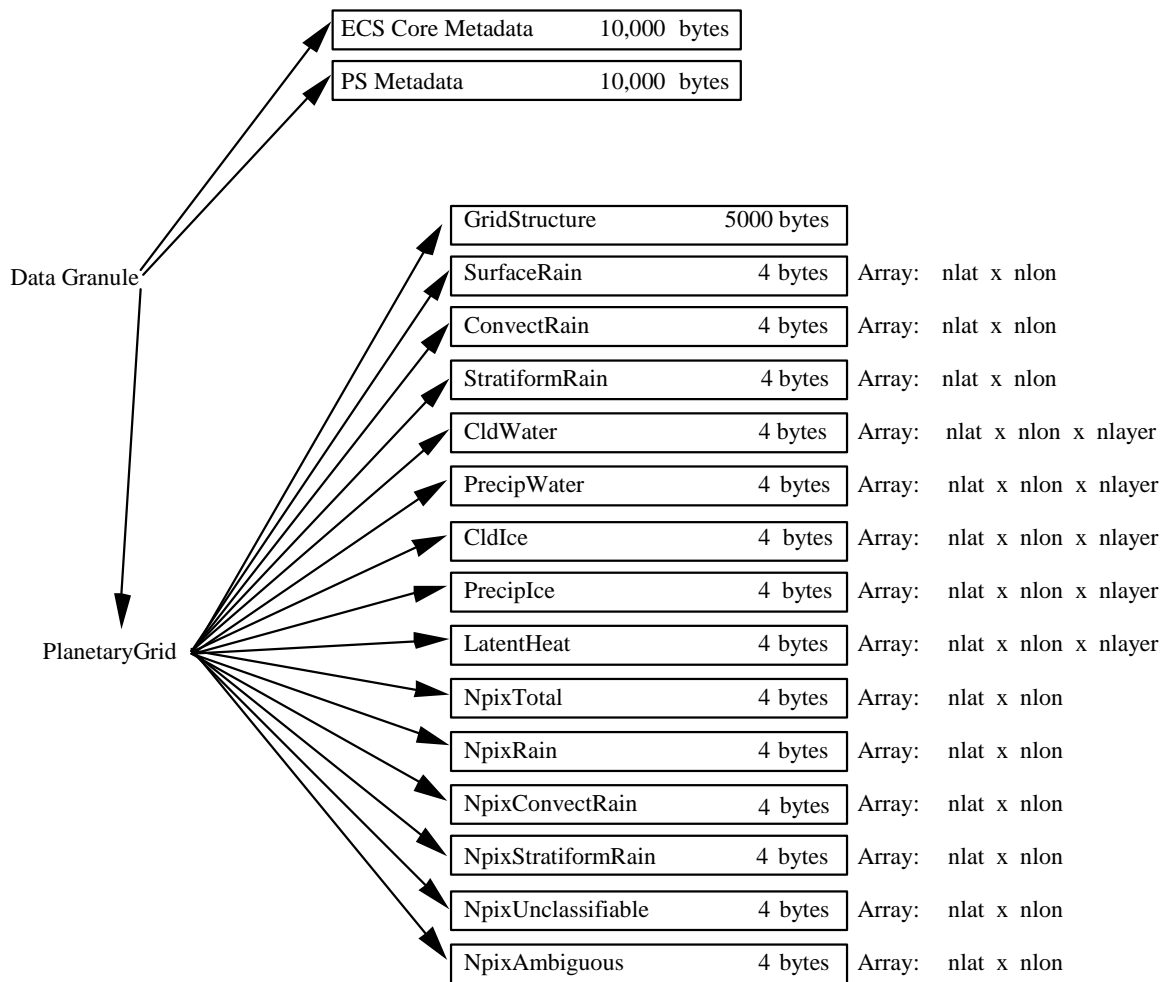 ECS Core Metadata 10,000 bytes
PS Metadata 10,000 bytes
GridStructure 5000 bytes
Data Granule
SurfaceRain 4 bytes Array: nlat x nlon
ConvectRain 4 bytes Array: nlat x nlon
StratiformRain 4 bytes Array: nlat x nlon
CldWater 4 bytes Array: nlat x nlon x nlayer
PrecipWater 4 bytes Array: nlat x nlon x nlayer
CldIce 4 bytes Array: nlat x nlon x nlayer
PrecipIce 4 bytes Array: nlat x nlon x nlayer
PlanetaryGrid
LatentHeat 4 bytes Array: nlat x nlon x nlayer
NpixTotal 4 bytes Array: nlat x nlon
NpixRain 4 bytes Array: nlat x nlon
NpixConvectRain 4 bytes Array: nlat x nlon
NpixStratiformRain 4 bytes Array: nlat x nlon
NpixUnclassifiable 4 bytes Array: nlat x nlon
NpixAmbiguous 4 bytes Array: nlat x nlon